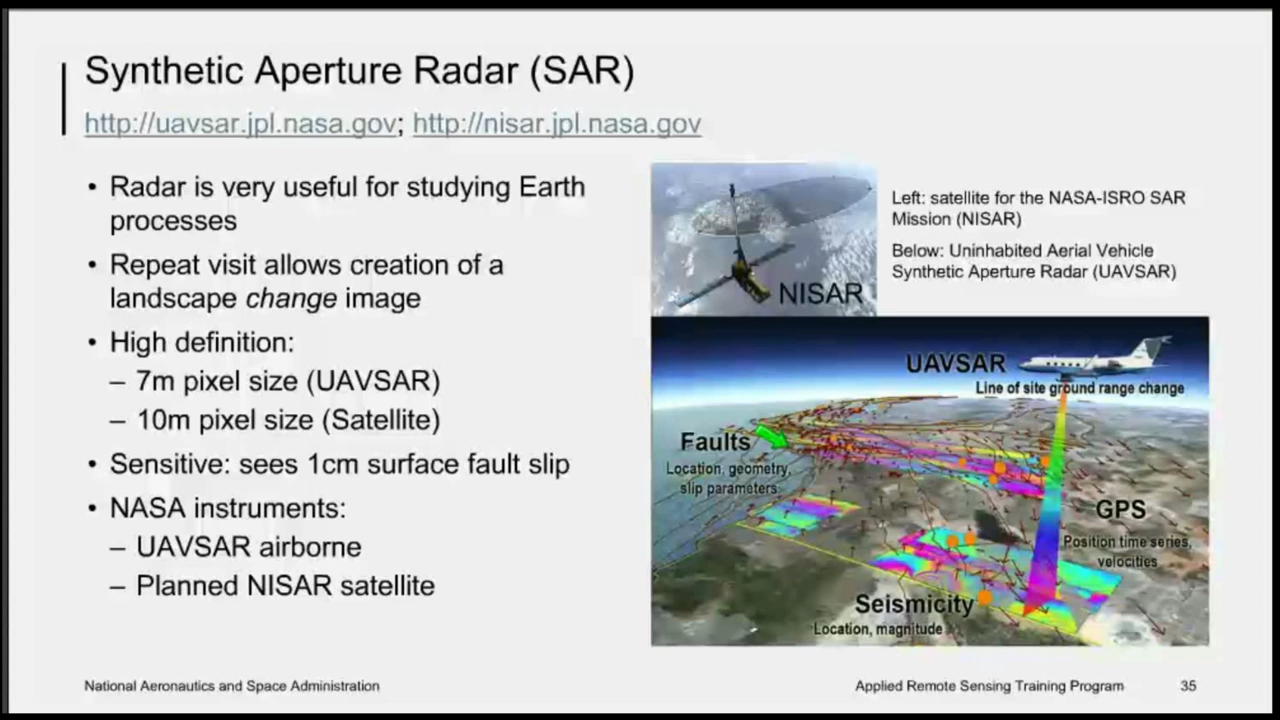 Synthetic Aperture Radar (SAR)
http://uavsar.jpl.nasa.gov; http://nisar.jpl.nasa.gov
• Radar is very useful for studying Earth
processes
• Repeat visit allows creation of a
landscape change image
• High definition:
– 7m pixel size (UAVSAR)
– 10m pixel size (Satellite)
• Sensitive: sees 1cm surface fault slip
• NASA instruments:
– UAVSAR airborne
– Planned NISAR satellite
NISAR
Left: satellite for the NASA-ISRO SAR
Mission (NISAR)
Below: Uninhabited Aerial Vehicle
Synthetic Aperture Radar (UAVSAR)
UAVSAR
Line of site ground range change
Faults
Location, geometry,
slip parameters
GPS
Position time series,
velocities
Seismicity
Location, magnitude
National Aeronautics and Space Administration
Applied Remote Sensing Training Program
35